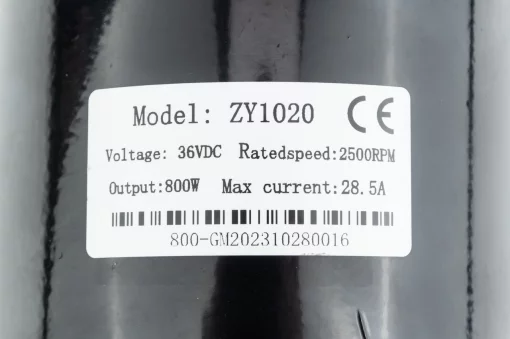 Model: ZY1020 CE
Voltage: 36VDC Ratedspeed:2500RPM
Output:800W Max current:28.5A
800-GM202310280016